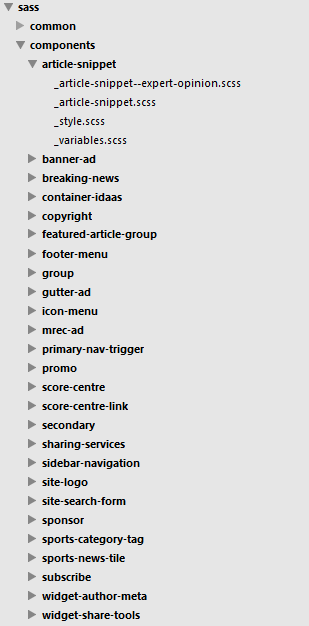 sass
common
components
article-snippet
_article-snippet--expert-opinion.scss
_article-snippet.scss
_style.scss
_variables.scss
banner-ad
breaking-news
container-idaas
copyright
featured-article-group
footer-menu
group
gutter-ad
icon-menu
mrec-ad
primary-nav-trigger
promo
score-centre
score-centre-link
secondary
sharing-services
sidebar-navigation
site-logo
site-search-form
sponsor
sports-category-tag
sports-news-tile
subscribe
widget-author-meta
widget-share-tools